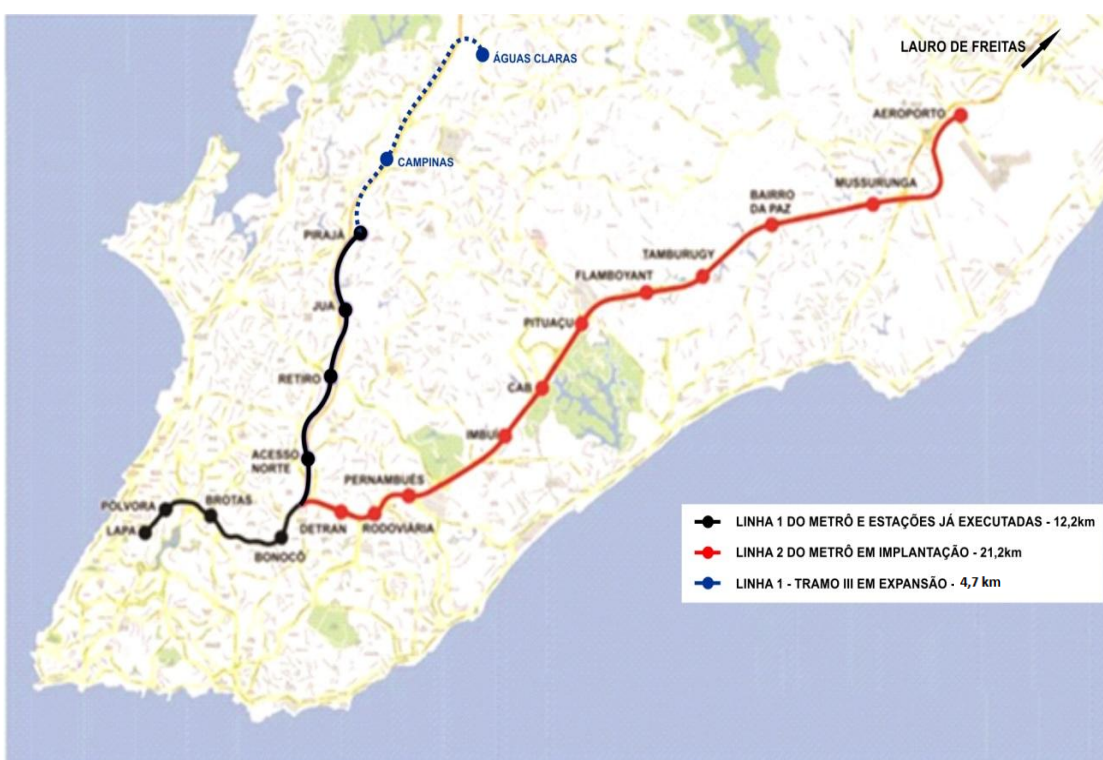 LAURO DE FREITAS
ÁGUAS CLARAS
AEROPORTO
CAMPINAS
MUSSURUNGA
BAIRRO
DA PAZ
PIRAJÁ
TAMBURUGY
FLAMBOYANT
JUA
PITUAÇU
RETIRO
CAB
IMBUÍ
ACESSO
NORTE
PERNAMBUÉS
PÓLVORA
BROTAS
LAPA
DETRAN
RODOVIÁRIA
BONOCÔ
LINHA 1 DO METRÔ E ESTAÇÕES JÁ EXECUTADAS - 12,2km
LINHA 2 DO METRÔ EM IMPLANTAÇÃO - 21,2km
LINHA 1 - TRAMO III EM EXPANSÃO - 4,7 km